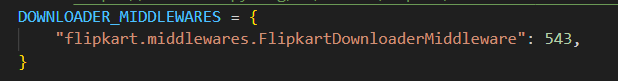 DOWNLOADER_MIDDLEWARES = {
    "flipkart.middlewares.FlipkartDownloaderMiddleware": 543,
}